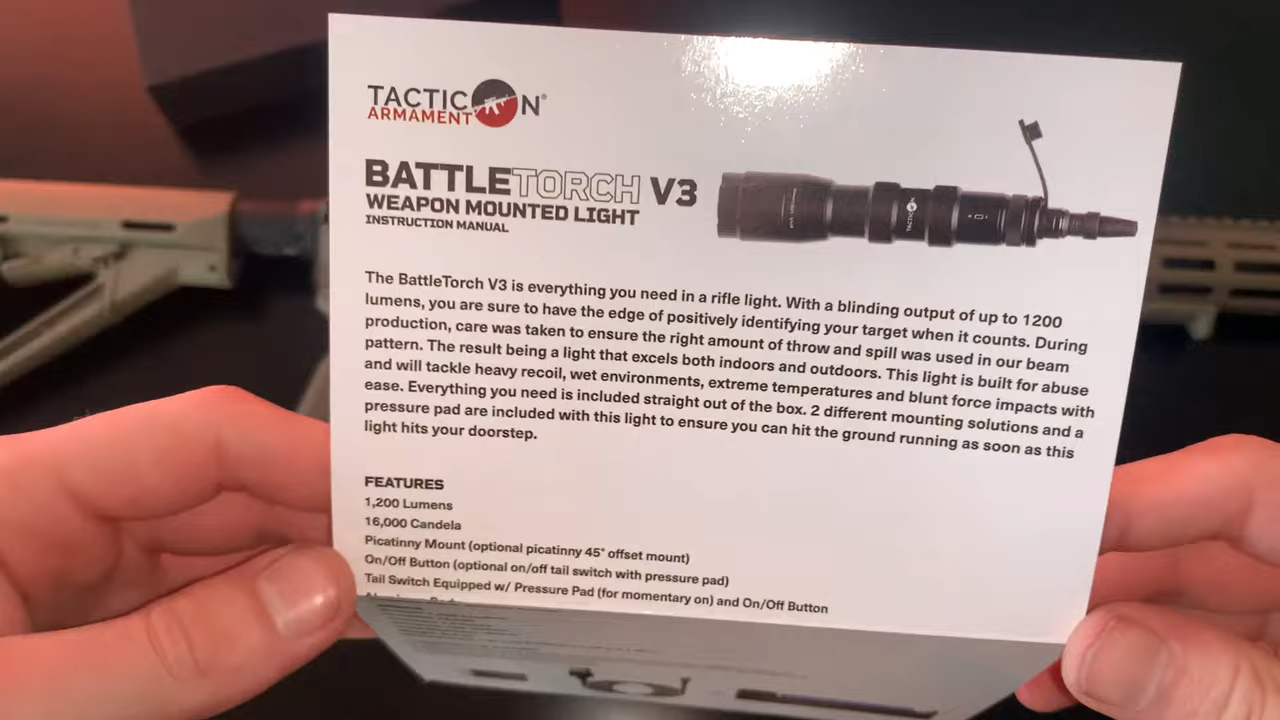 TACTICON®
ARMAMENT
BATTLETORCH V3
WEAPON MOUNTED LIGHT
INSTRUCTION MANUAL
TACTICON
The BattleTorch V3 is everything you need in a rifle light. With a blinding output of up to 1200
lumens, you are sure to have the edge of positively identifying your target when it counts. During
production, care was taken to ensure the right amount of throw and spill was used in our beam
pattern. The result being a light that excels both indoors and outdoors. This light is built for abuse
and will tackle heavy recoil, wet environments, extreme temperatures and blunt force impacts with
ease. Everything you need is included straight out of the box. 2 different mounting solutions and a
pressure pad are included with this light to ensure you can hit the ground running as soon as this
light hits your doorstep.
FEATURES
1,200 Lumens
16,000 Candela
Picatinny Mount (optional picatinny 45° offset mount)
On/Off Button (optional on/off tail switch with pressure pad)
Tail Switch Equipped w/ Pressure Pad (for momentary on) and On/Off Button